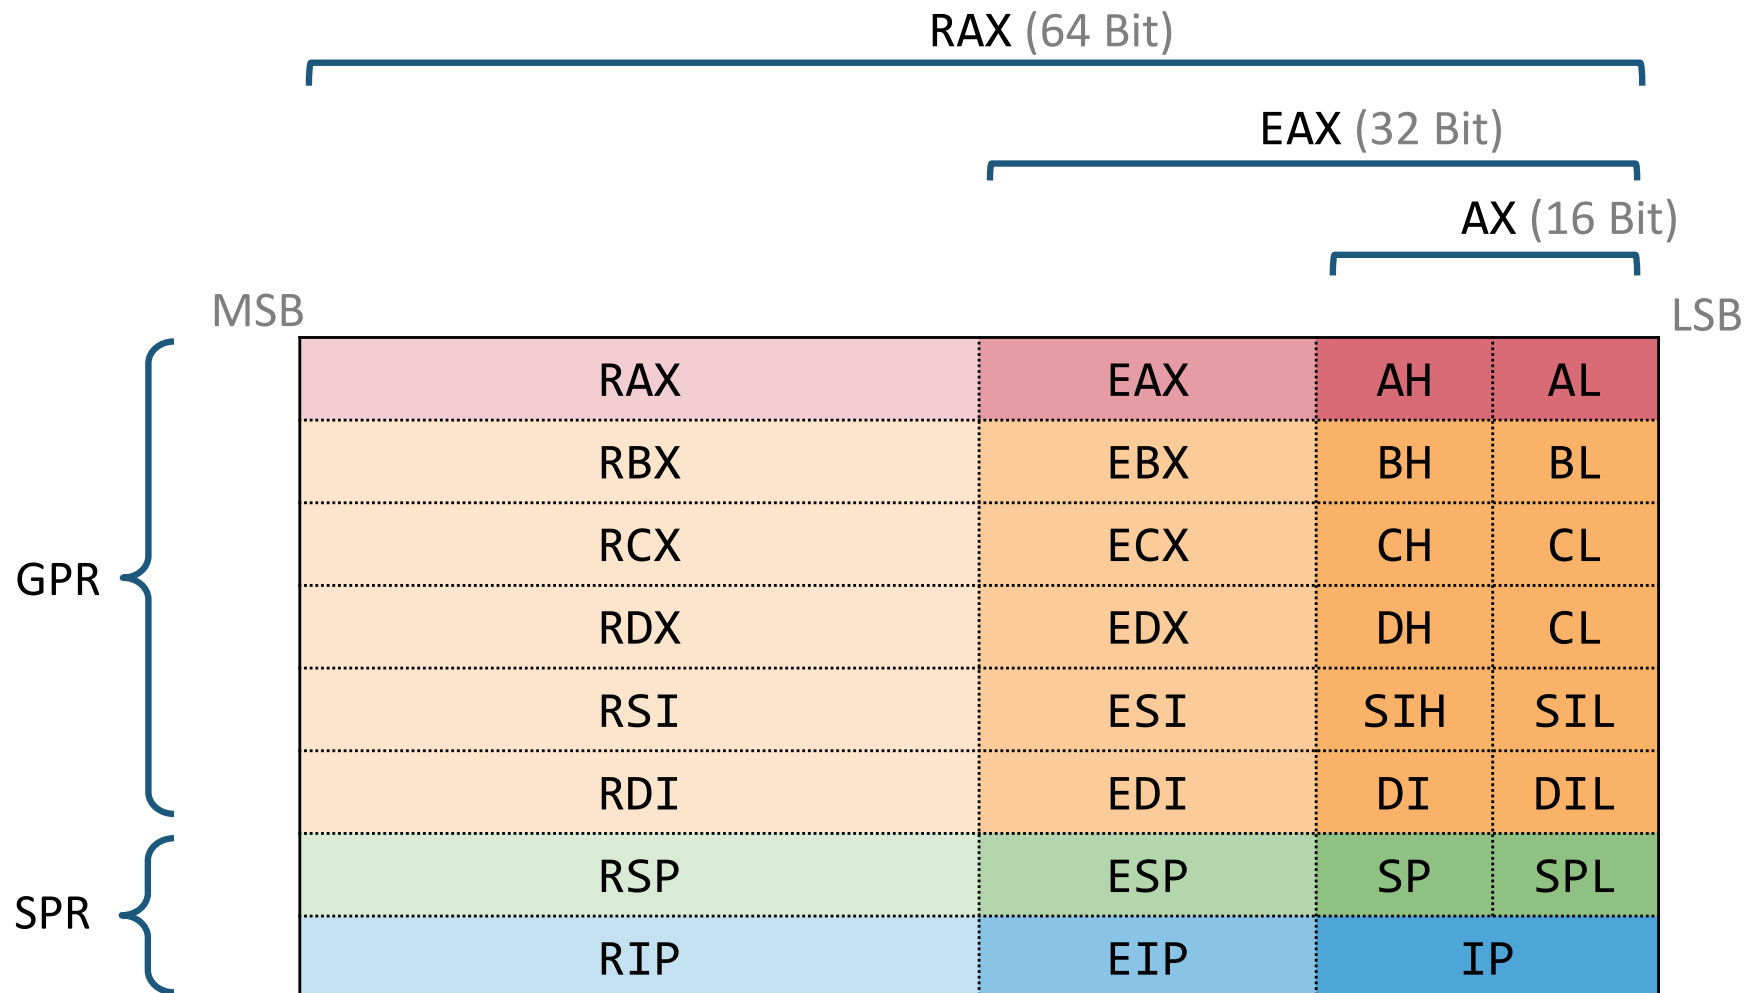 RAX (64 Bit)
EAX (32 Bit)
AX (16 Bit)
MSB
LSB
RAX EAX AH AL
RBX EBX BH BL
RCX ECX CH CL
GPR
RDX EDX DH CL
RSI ESI SIH SIL
RDI EDI DI DIL
RSP ESP SP SPL
SPR
RIP EIP IP